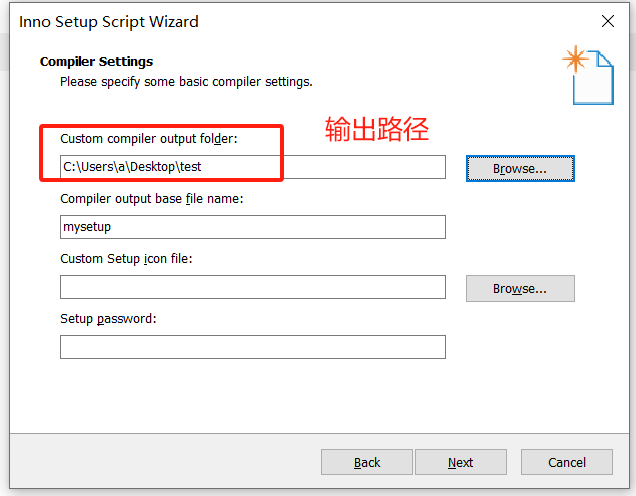 Inno Setup Script Wizard
Compiler Settings
Please specify some basic compiler settings.
输出路径
Custom compiler output folder:
C:\Users\a\Desktop\test
Browse...
Compiler output base file name:
mysetup
Custom Setup icon file:
Browse...
Setup password:
Back
Next
Cancel